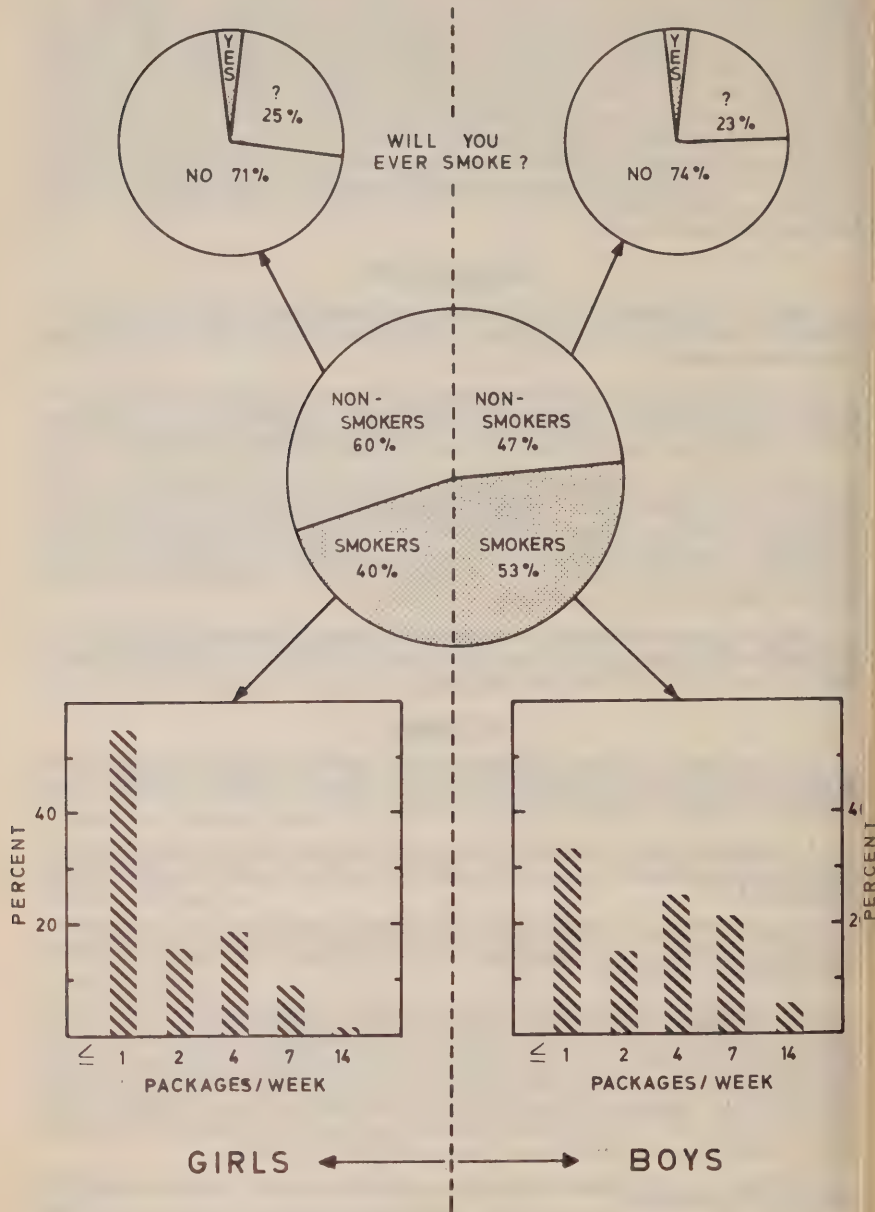 YES
?
25%
NO 71%
WILL YOU
EVER SMOKE?
YES
?
23%
NO 74%
NON-
SMOKERS
60%
NON-
SMOKERS
47%
SMOKERS
40%
SMOKERS
53%
PERCENT
40
20
≤ 1 2 4 7 14
PACKAGES/WEEK
PERCENT
≤ 1 2 4 7 14
PACKAGES/WEEK
GIRLS
BOYS